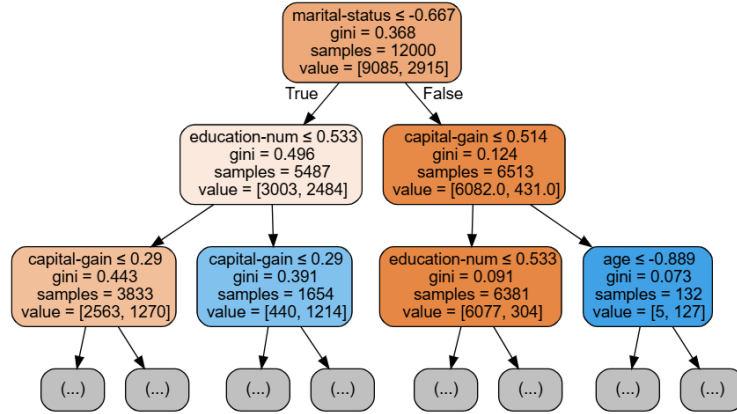 marital-status ≤ -0.667
gini = 0.368
samples = 12000
value = [9085, 2915]
True
False
education-num ≤ 0.533
gini = 0.496
samples = 5487
value = [3003, 2484]
capital-gain ≤ 0.514
gini = 0.124
samples = 6513
value = [6082.0, 431.0]
capital-gain ≤ 0.29
gini = 0.443
samples = 3833
value = [2563, 1270]
capital-gain ≤ 0.29
gini = 0.391
samples = 1654
value = [440, 1214]
education-num ≤ 0.533
gini = 0.091
samples = 6381
value = [6077, 304]
age ≤ -0.889
gini = 0.073
samples = 132
value = [5, 127]
(...)
(...)
(...)
(...)
(...)
(...)
(...)
(...)